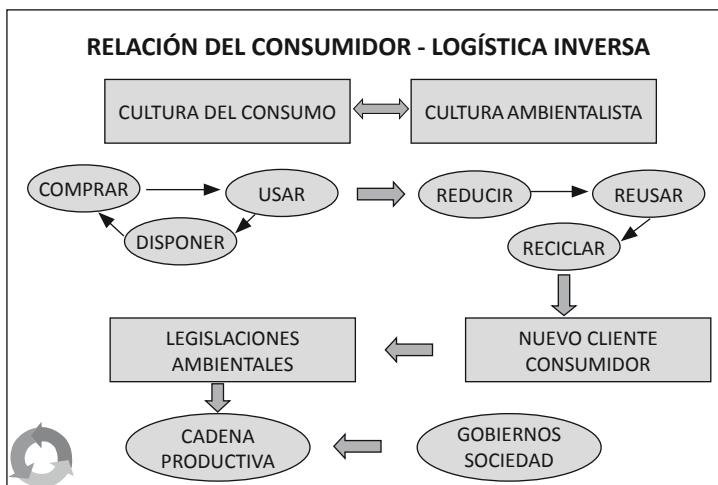 RELACIÓN DEL CONSUMIDOR - LOGÍSTICA INVERSA
CULTURA DEL CONSUMO
CULTURA AMBIENTALISTA
COMPRAR
USAR
DISPONER
REDUCIR
REUSAR
RECICLAR
LEGISLACIONES
AMBIENTALES
NUEVO CLIENTE
CONSUMIDOR
CADENA
PRODUCTIVA
GOBIERNOS
SOCIEDAD